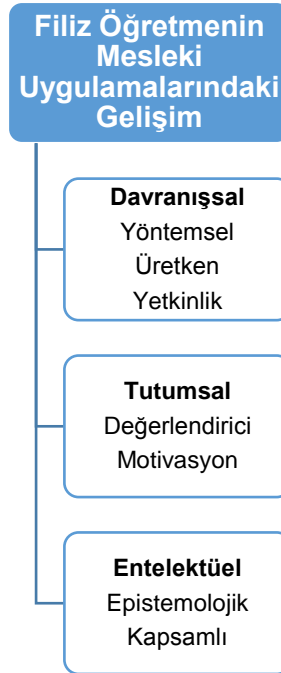 Filiz Öğretmenin
Mesleki
Uygulamalarındaki
Gelişim
Davranışsal
Yöntemsel
Üretken
Yetkinlik
Tutumsal
Değerlendirici
Motivasyon
Entelektüel
Epistemolojik
Kapsamlı